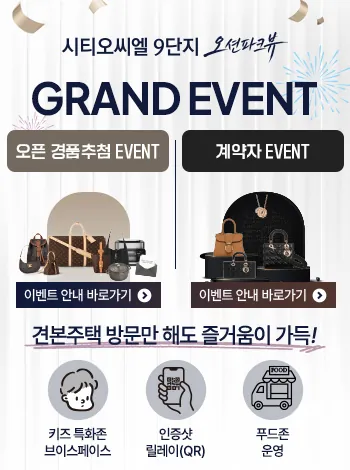 시티오씨엘 9단지 오션파크뷰
GRAND EVENT
오픈 경품추첨 EVENT
계약자 EVENT
이벤트 안내 바로가기
이벤트 안내 바로가기
견본주택 방문만 해도 즐거움이 가득!
FOOD
키즈 특화존
브이스페이스
인증샷
릴레이(QR)
푸드존
운영